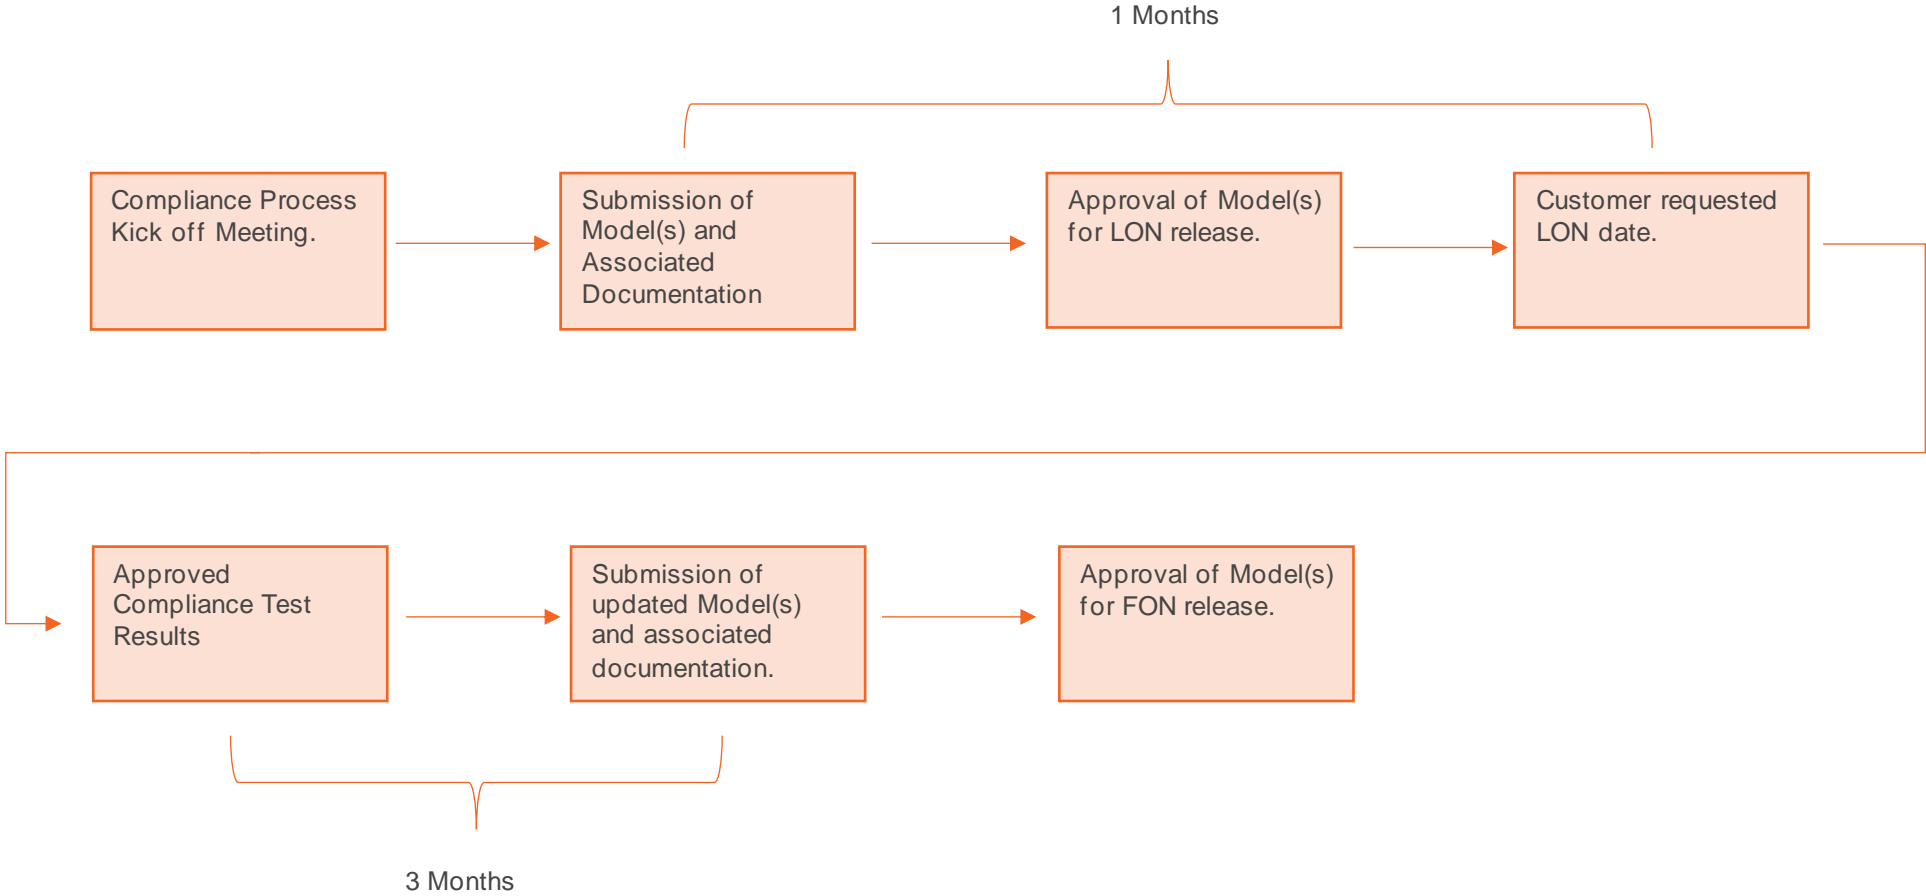 1 Months
Compliance Process
Kick off Meeting.
Submission of
Model(s) and
Associated
Documentation
Approval of Model(s)
for LON release.
Customer requested
LON date.
Approved
Compliance Test
Results
Submission of
updated Model(s)
and associated
documentation.
Approval of Model(s)
for FON release.
3 Months